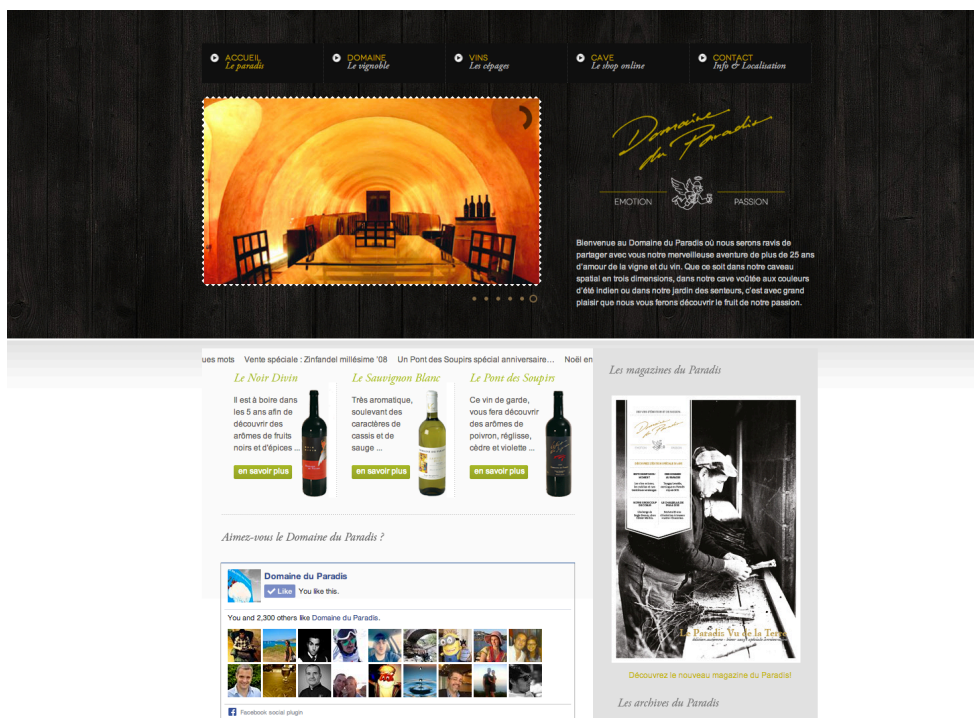 ACCUEIL
Le paradis
DOMAINE
Le vignoble
VINS
Les cépages
CAVE
Le shop online
CONTACT
Info & Localisation
Domaine
du Paradis
EMOTION
PASSION
Bienvenue au Domaine du Paradis où nous serons ravis de
partager avec vous notre merveilleuse aventure de plus de 25 ans
d'amour de la vigne et du vin. Que ce soit dans notre caveau
spatial en trois dimensions, dans notre cave voûtée aux couleurs
d'été indien ou dans notre jardin des senteurs, c'est avec grand
plaisir que nous vous ferons découvrir le fruit de notre passion.
ues mots Vente spéciale : Zinfandel millésime '08 Un Pont des Soupirs spécial anniversaire... Noël en
Le Noir Divin
Il est à boire dans
les 5 ans afin de
découvrir des
arômes de fruits
noirs et d'épices ...
en savoir plus
Le Sauvignon Blanc
Très aromatique,
soulevant des
caractères de
cassis et de
sauge ...
en savoir plus
Le Pont des Soupirs
Ce vin de garde,
vous fera découvrir
des arômes de
poivron, réglisse,
cèdre et violette ...
en savoir plus
Aimez-vous le Domaine du Paradis ?
Domaine du Paradis
Like You like this.
You and 2,300 others like Domaine du Paradis.
Facebook social plugin
Les magazines du Paradis
Domaine
du Paradis
Le Paradis Vu de la Terre
Découvrez le nouveau magazine du Paradis!
Les archives du Paradis